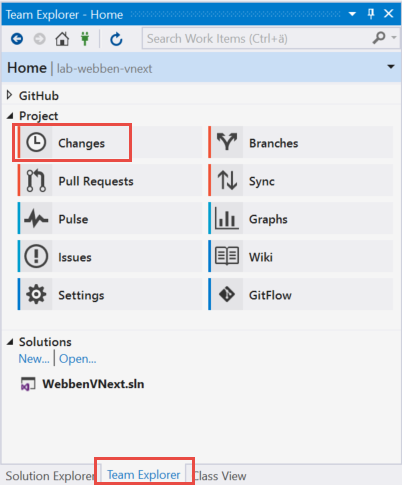 Team Explorer - Home
Search Work Items (Ctrl+ä)
Home | lab-webben-vnext
GitHub
Project
Changes
Branches
Pull Requests
Sync
Pulse
Graphs
Issues
Wiki
Settings
GitFlow
Solutions
New... | Open...
WebbenVNext.sln
Solution Explorer Team Explorer Class View